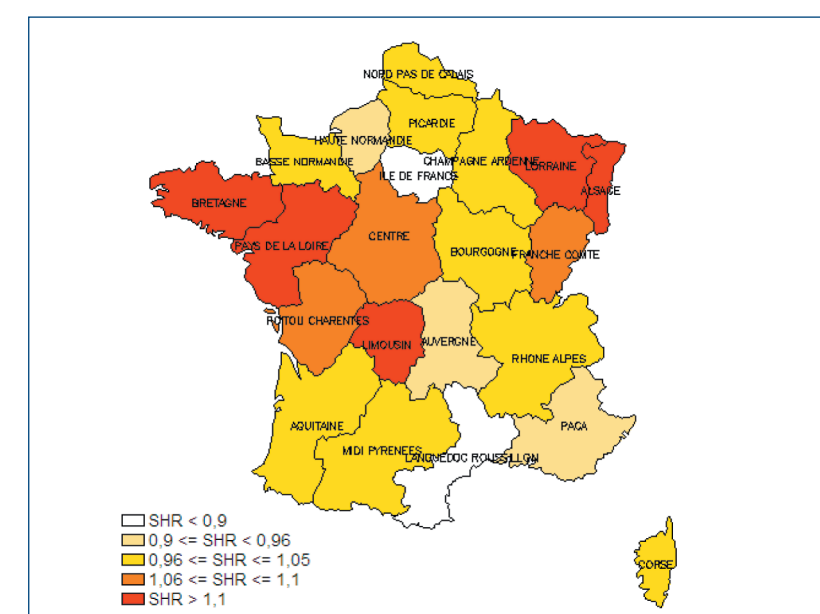 NORD PAS DE CALAIS
PICARDIE
HAUTE NORMANDIE
BASSE NORMANDIE
CHAMPAGNE ARDENNE
LORRAINE
ILE DE FRANCE
ALSACE
BRETAGNE
PAYS DE LA LOIRE
CENTRE
BOURGOGNE
FRANCHE COMTE
POITOU CHARENTES
LIMOUSIN
AUVERGNE
RHONE ALPES
AQUITAINE
PACA
MIDI PYRENEES
LANGUEDOC ROUSSILLON
CORSE
SHR < 0,9
0,9 <= SHR < 0,96
0,96 <= SHR <= 1,05
1,06 <= SHR <= 1,1
SHR > 1,1